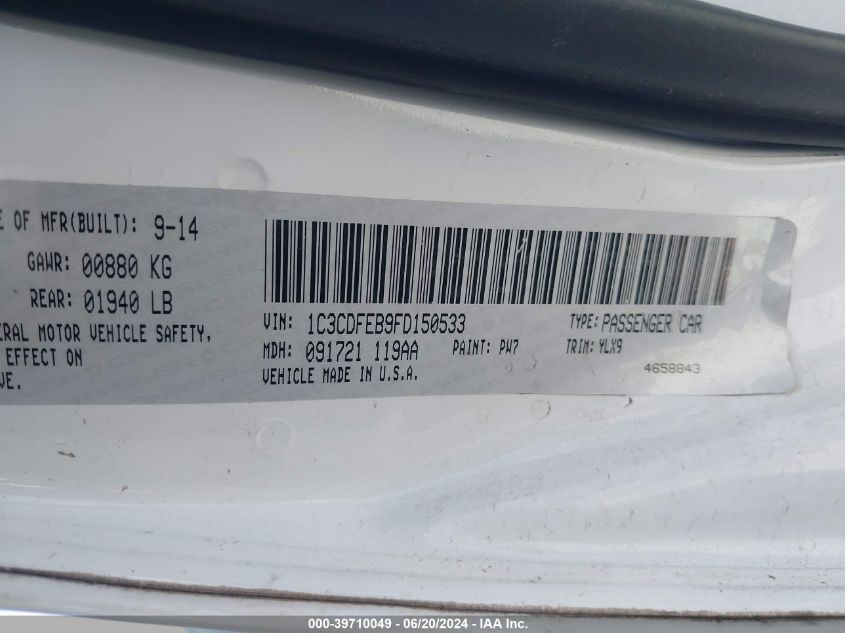 E OF MFR(BUILT): 9-14
GAWR: 00880 KG
REAR: 01940 LB
ERAL MOTOR VEHICLE SAFETY,
EFFECT ON
VE.
VIN: 1C3CDFEB9FD150533 TYPE: PASSENGER CAR
MDH: 091721 119AA PAINT: PW7 TRIM: YLX9
VEHICLE MADE IN U.S.A. 4658843
000-39710049 - 06/20/2024 - IAA Inc.